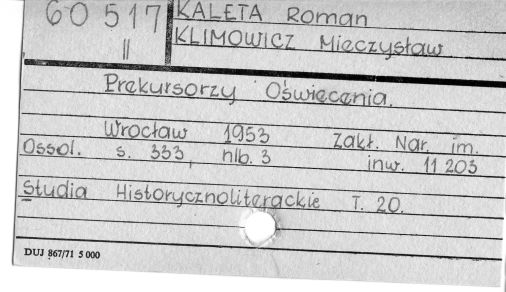 60 517 KALETA Roman
II KLIMOWICZ Mieczysław
Prekursorzy Oświęcenia.
Wrocław 1953 Zakł. Nar. im.
Ossol. s. 333, nlb. 3 inw. 11 203
Studia Historycznoliterackie T. 20.
DUJ 867/71 5 000